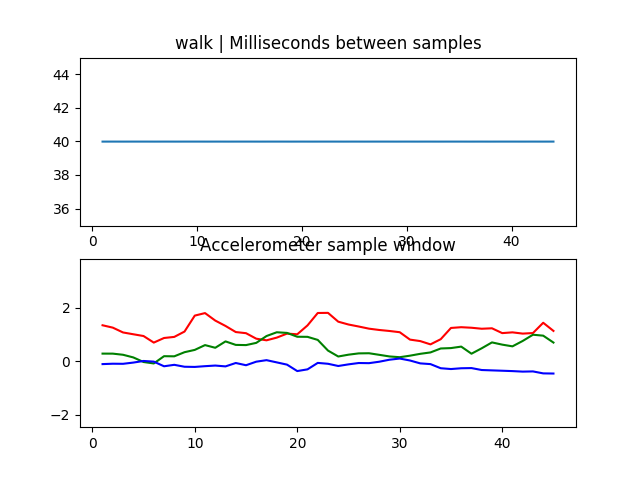 walk | Milliseconds between samples
44
42
40
38
36
0 10 20 30 40
Accelerometer sample window
2
0
−2
0 10 20 30 40